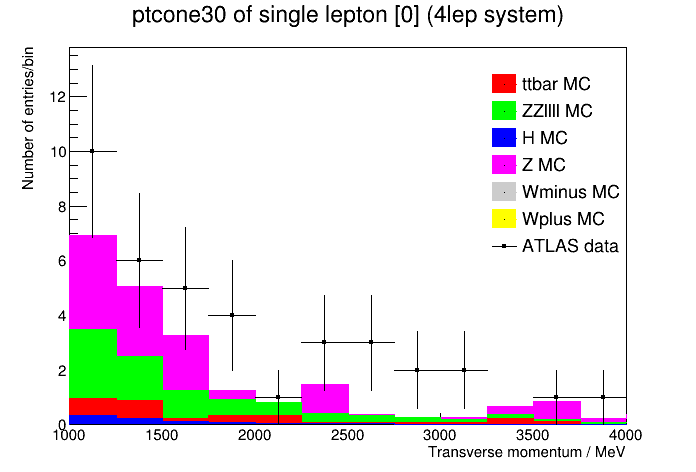 ptcone30 of single lepton [0] (4lep system)
Number of entries/bin
12
10
8
6
4
2
0
ttbar MC
ZZllll MC
H MC
Z MC
Wminus MC
Wplus MC
ATLAS data
1000 1500 2000 2500 3000 3500 4000
Transverse momentum / MeV